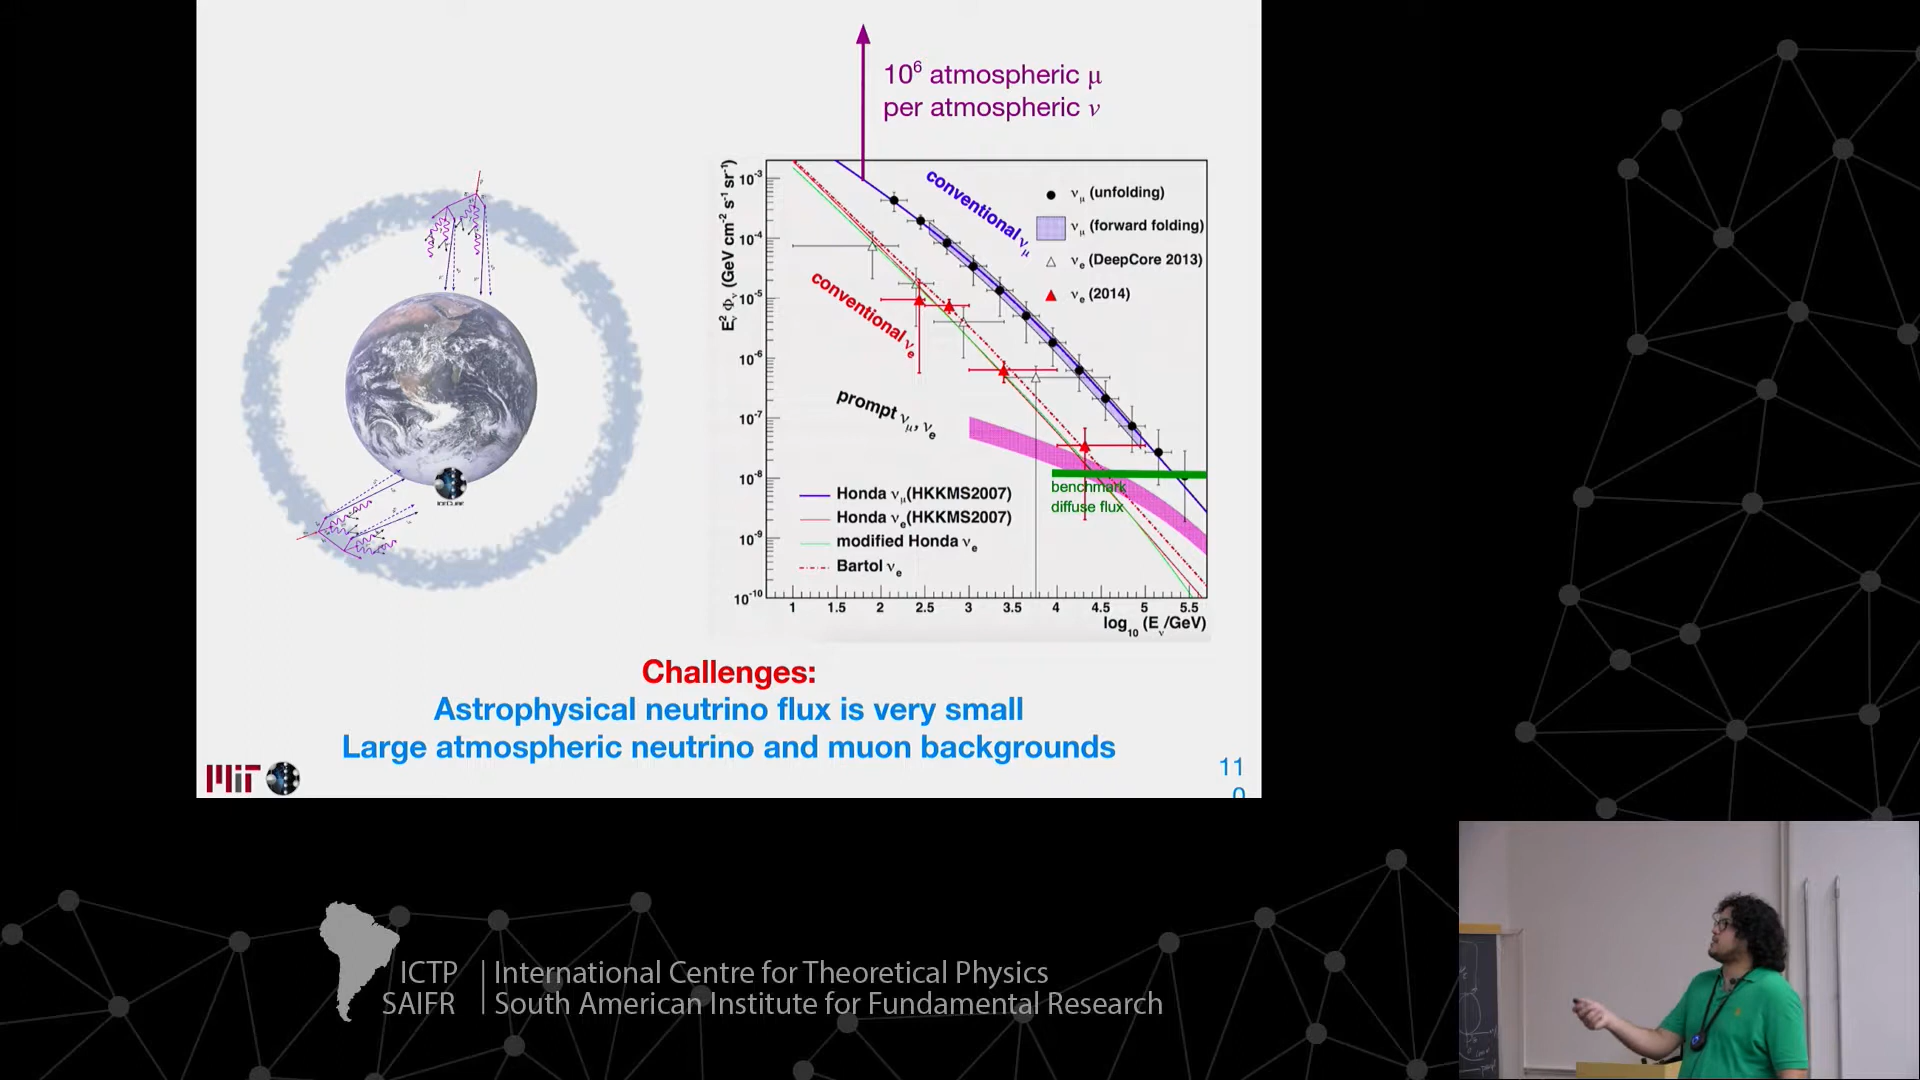 10⁶ atmospheric μ
per atmospheric ν
E²ν Φν (GeV cm⁻² s⁻¹ sr⁻¹)
10⁻³
10⁻⁴
10⁻⁵
10⁻⁶
10⁻⁷
10⁻⁸
10⁻⁹
10⁻¹⁰
conventional νμ
conventional νe
prompt νμ, νe
νμ (unfolding)
νμ (forward folding)
νe (DeepCore 2013)
νe (2014)
benchmark
diffuse flux
Honda νμ(HKKMS2007)
Honda νe(HKKMS2007)
modified Honda νe
Bartol νe
1 1.5 2 2.5 3 3.5 4 4.5 5 5.5
log₁₀ (Eν/GeV)
ICECUBE
Challenges:
Astrophysical neutrino flux is very small
Large atmospheric neutrino and muon backgrounds
MIT
11
0
ICTP International Centre for Theoretical Physics
SAIFR South American Institute for Fundamental Research